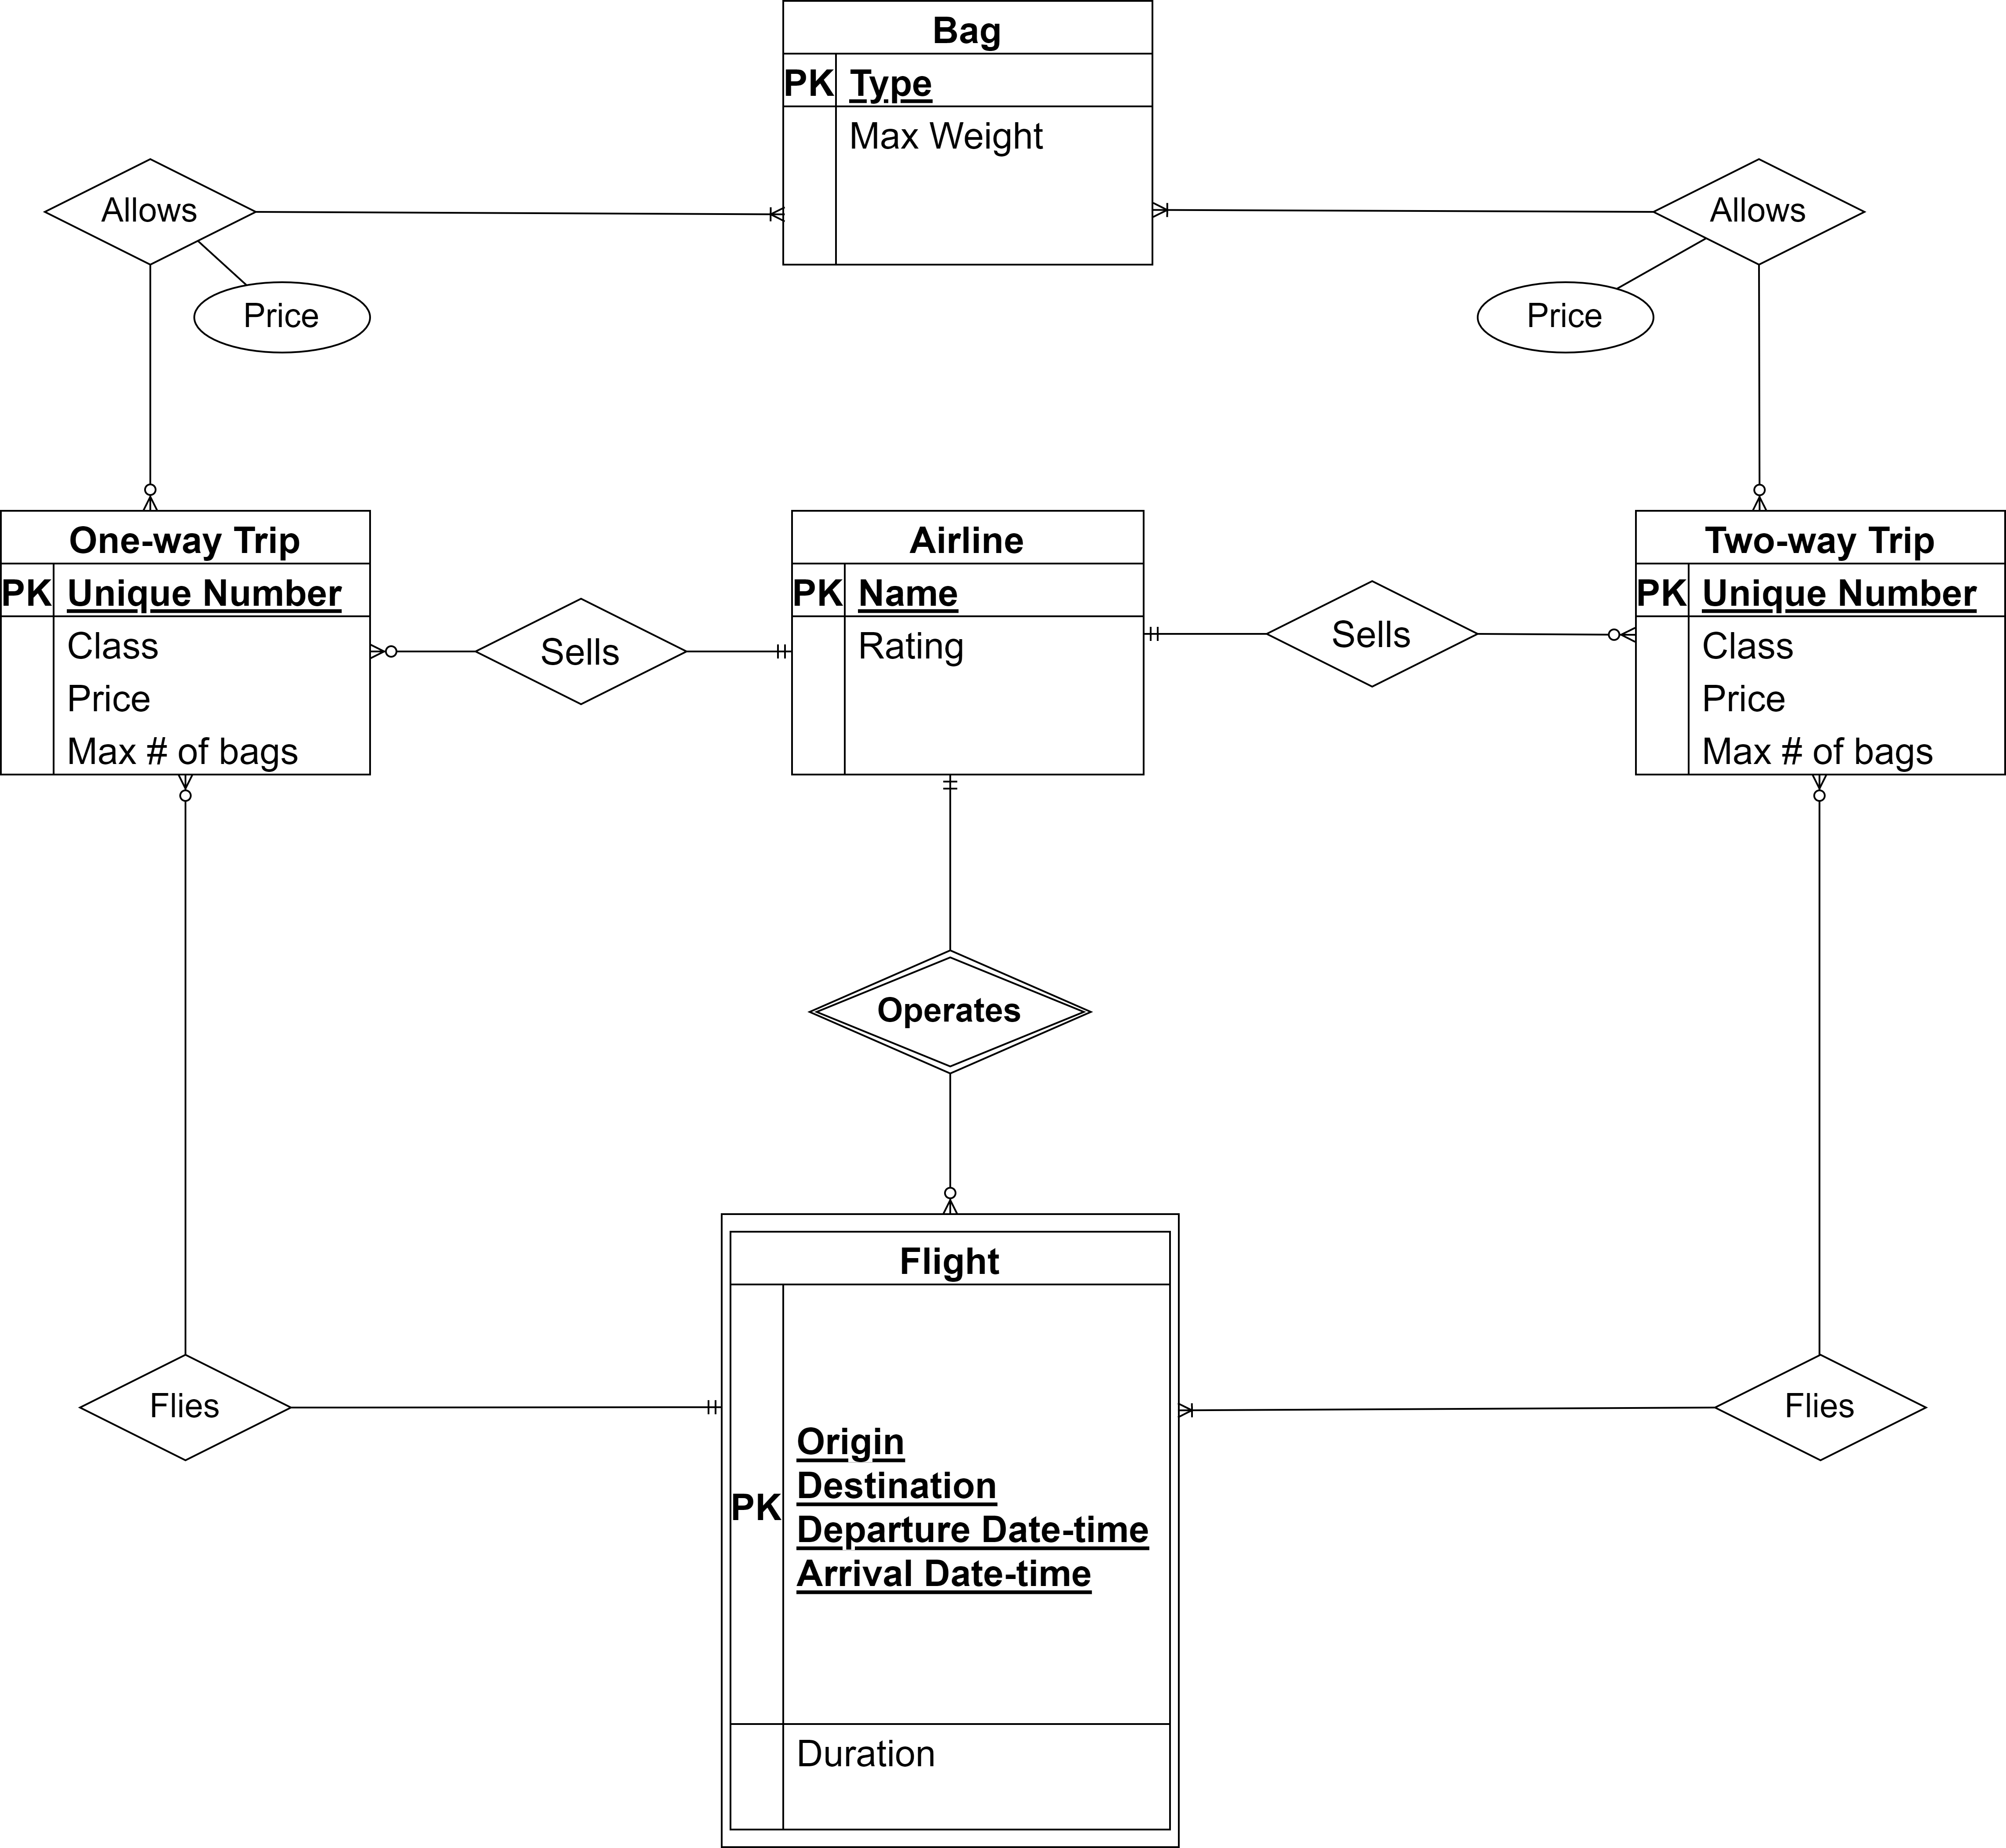 Bag
PK Type
Max Weight
Allows
Allows
Price
Price
One-way Trip
PK Unique Number
Class
Price
Max # of bags
Sells
Airline
PK Name
Rating
Sells
Two-way Trip
PK Unique Number
Class
Price
Max # of bags
Operates
Flight
Flies
PK
Origin
Destination
Departure Date-time
Arrival Date-time
Duration
Flies